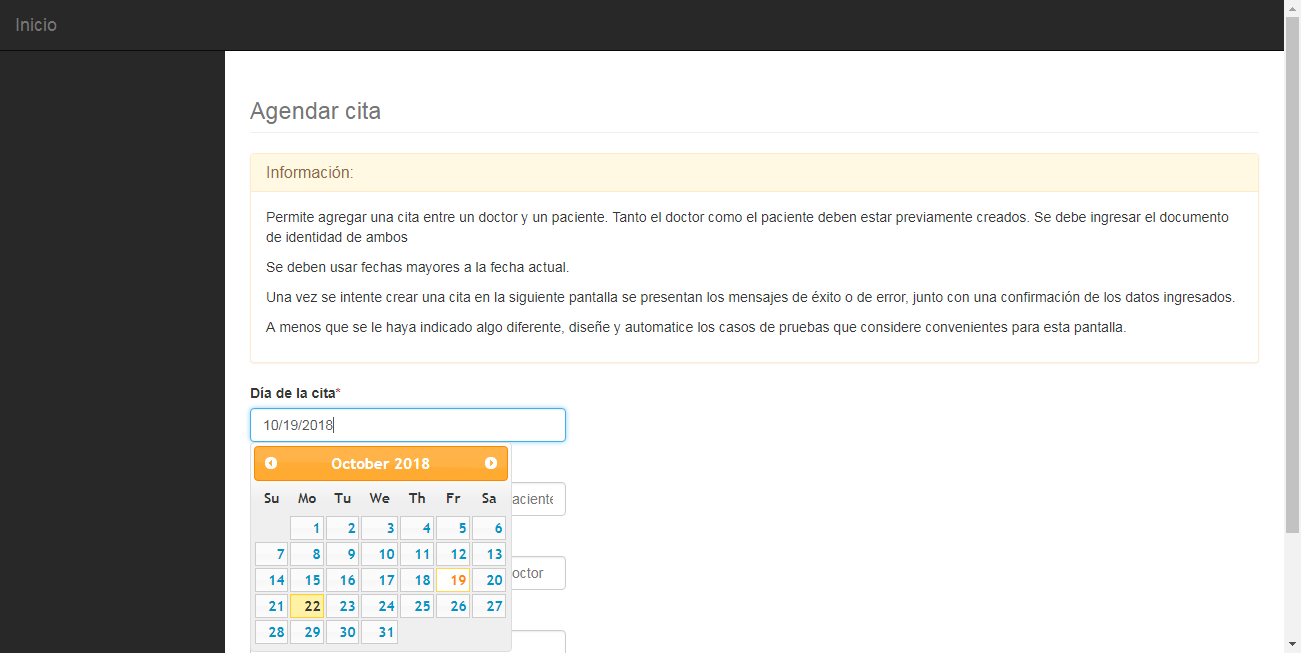 Inicio
Agendar cita
Información:
Permite agregar una cita entre un doctor y un paciente. Tanto el doctor como el paciente deben estar previamente creados. Se debe ingresar el documento
de identidad de ambos
Se deben usar fechas mayores a la fecha actual.
Una vez se intente crear una cita en la siguiente pantalla se presentan los mensajes de éxito o de error, junto con una confirmación de los datos ingresados.
A menos que se le haya indicado algo diferente, diseñe y automatice los casos de pruebas que considere convenientes para esta pantalla.
Día de la cita*
10/19/2018
October 2018
Su Mo Tu We Th Fr Sa
1 2 3 4 5 6
7 8 9 10 11 12 13
14 15 16 17 18 19 20
21 22 23 24 25 26 27
28 29 30 31